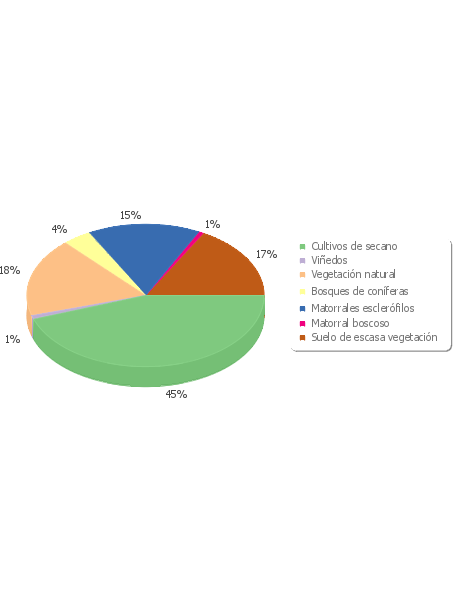 15%
1%
4%
17%
18%
1%
45%
Cultivos de secano
Viñedos
Vegetación natural
Bosques de coníferas
Matorrales esclerófilos
Matorral boscoso
Suelo de escasa vegetación